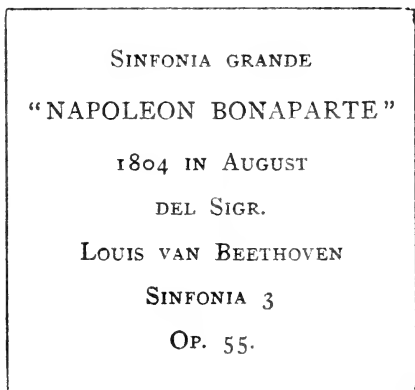 Sinfonia grande
"NAPOLEON BONAPARTE"
1804 in August
del Sigr.
Louis van Beethoven
Sinfonia 3
Op. 55.